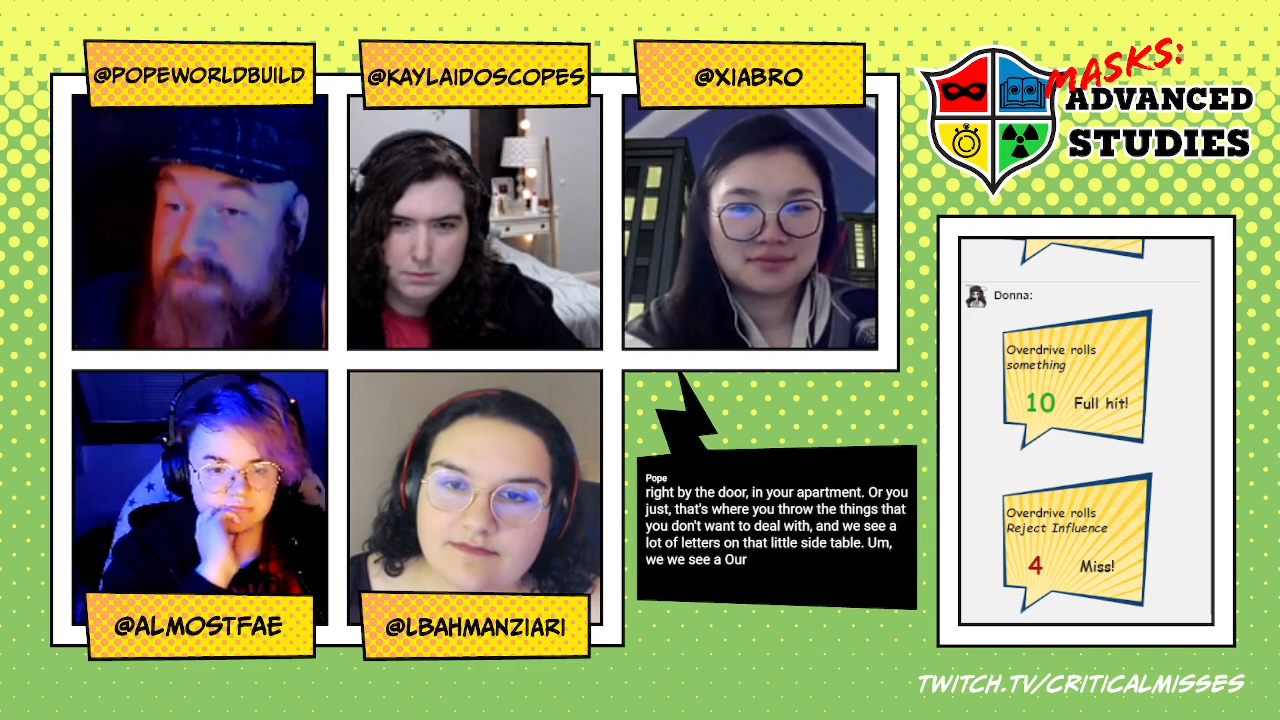 @POPEWORLDBUILD
@KAYLAIDOSCOPES
@XIABRO
MASKS:
ADVANCED
STUDIES
Donna:
Overdrive rolls
something
10 Full hit!
Overdrive rolls
Reject Influence
4 Miss!
Pope
right by the door, in your apartment. Or you
just, that's where you throw the things that
you don't want to deal with, and we see a
lot of letters on that little side table. Um,
we we see a Our
@ALMOSTFAE
@LBAHMANZIARI
TWITCH.TV/CRITICALMISSES